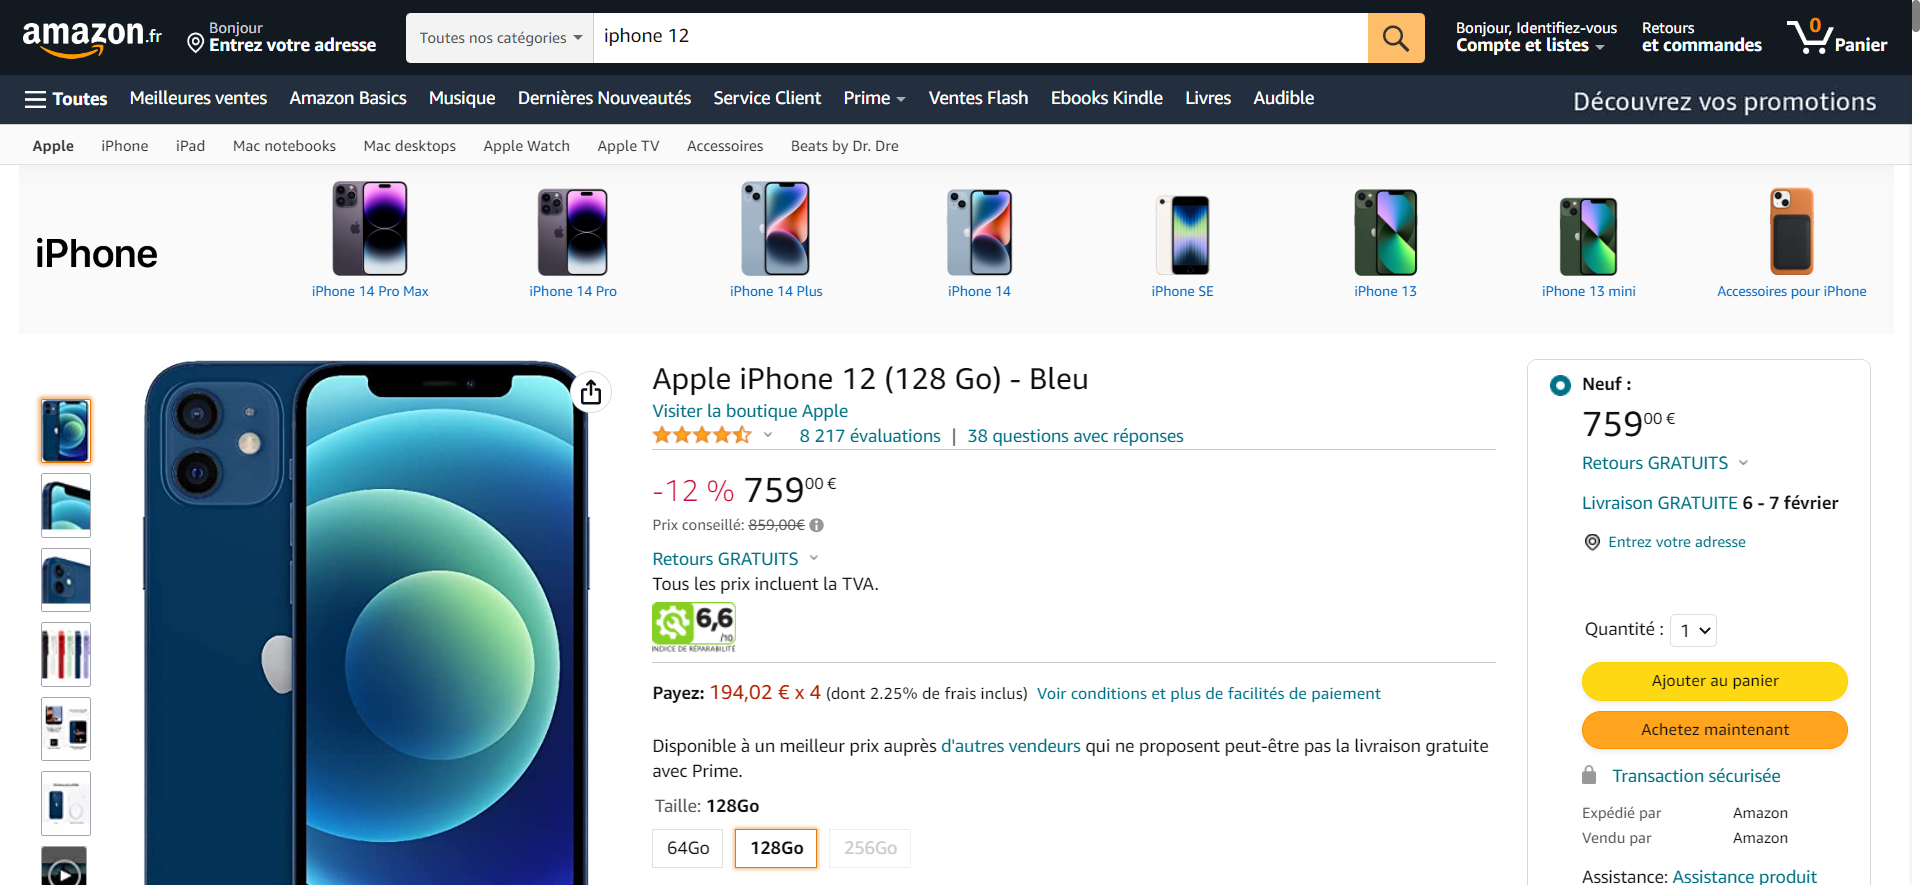 amazon.fr
Bonjour
Entrez votre adresse
Toutes nos catégories
iphone 12
Bonjour, Identifiez-vous
Compte et listes
Retours
et commandes
0
Panier
Toutes
Meilleures ventes
Amazon Basics
Musique
Dernières Nouveautés
Service Client
Prime
Ventes Flash
Ebooks Kindle
Livres
Audible
Découvrez vos promotions
Apple
iPhone
iPad
Mac notebooks
Mac desktops
Apple Watch
Apple TV
Accessoires
Beats by Dr. Dre
iPhone
iPhone 14 Pro Max
iPhone 14 Pro
iPhone 14 Plus
iPhone 14
iPhone SE
iPhone 13
iPhone 13 mini
Accessoires pour iPhone
Apple iPhone 12 (128 Go) - Bleu
Visiter la boutique Apple
8 217 évaluations | 38 questions avec réponses
-12 % 759,00 €
Prix conseillé: 859,00€
Retours GRATUITS
Tous les prix incluent la TVA.
6,6
/10
INDICE DE RÉPARABILITÉ
Payez: 194,02 € x 4 (dont 2.25% de frais inclus) Voir conditions et plus de facilités de paiement
Disponible à un meilleur prix auprès d'autres vendeurs qui ne proposent peut-être pas la livraison gratuite
avec Prime.
Taille: 128Go
64Go
128Go
256Go
Neuf :
759,00 €
Retours GRATUITS
Livraison GRATUITE 6 - 7 février
Entrez votre adresse
Quantité : 1
Ajouter au panier
Achetez maintenant
Transaction sécurisée
Expédié par Amazon
Vendu par Amazon
Assistance: Assistance produit